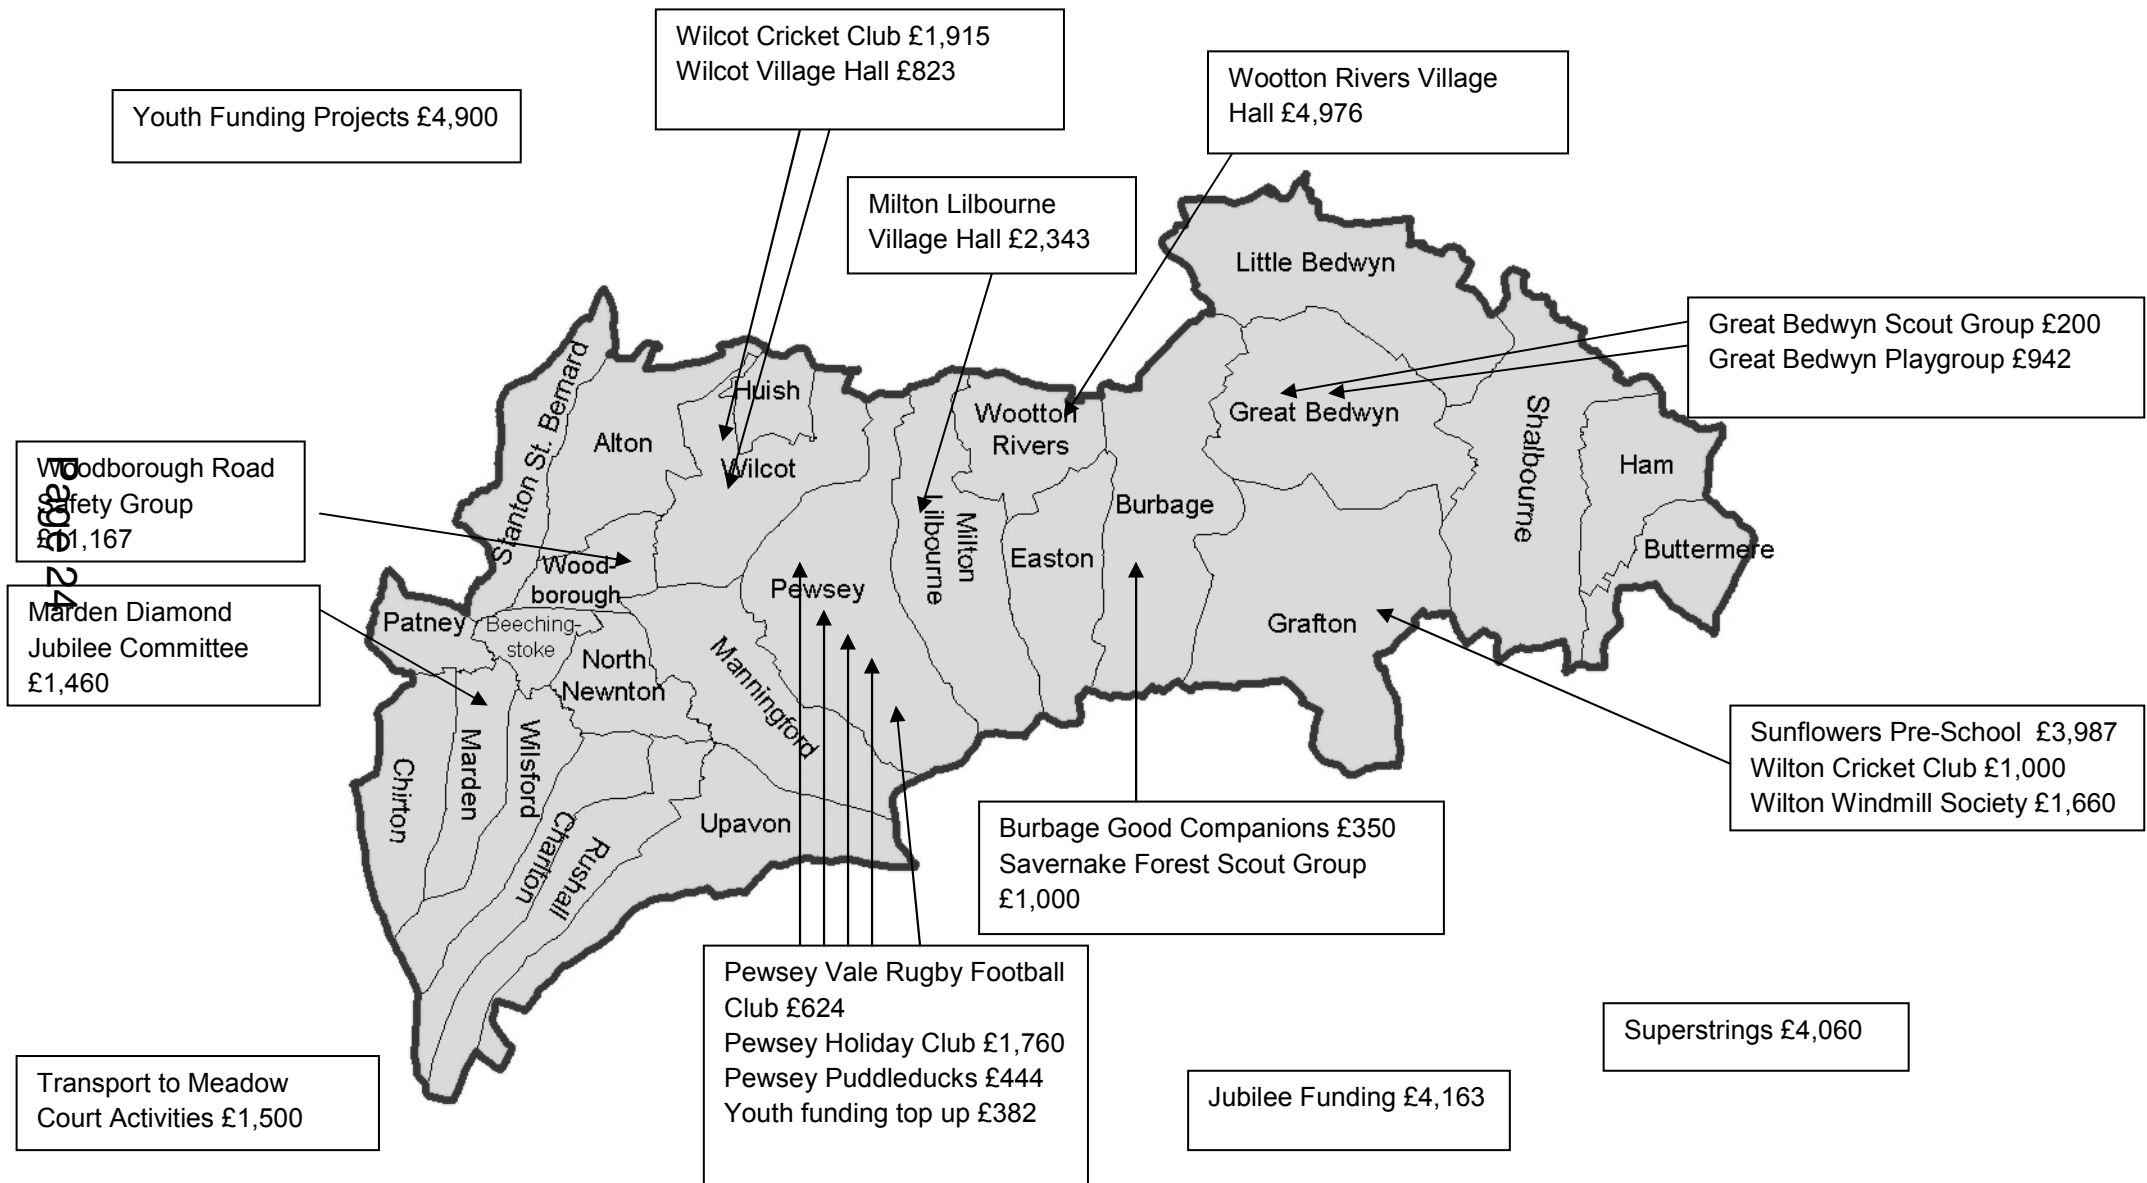 Wilcot Cricket Club £1,915
Wilcot Village Hall £823
Youth Funding Projects £4,900
Wootton Rivers Village
Hall £4,976
Milton Lilbourne
Village Hall £2,343
Great Bedwyn Scout Group £200
Great Bedwyn Playgroup £942
Woodborough Road
Safety Group
Page 24
Marden Diamond
Jubilee Committee
£1,460
Little Bedwyn
Stanton St. Bernard
Huish
Alton
Wilcot
Wootton
Rivers
Great Bedwyn
Shalbourne
Ham
Buttermere
Burbage
Milton
Lilbourne
Easton
Wood-
borough
Pewsey
Patney
Beeching-
stoke
North
Newnton
Manningford
Grafton
Chirton
Marden
Wilsford
Charlton
Rushall
Upavon
Sunflowers Pre-School £3,987
Wilton Cricket Club £1,000
Wilton Windmill Society £1,660
Burbage Good Companions £350
Savernake Forest Scout Group
£1,000
Pewsey Vale Rugby Football
Club £624
Pewsey Holiday Club £1,760
Pewsey Puddleducks £444
Youth funding top up £382
Superstrings £4,060
Jubilee Funding £4,163
Transport to Meadow
Court Activities £1,500